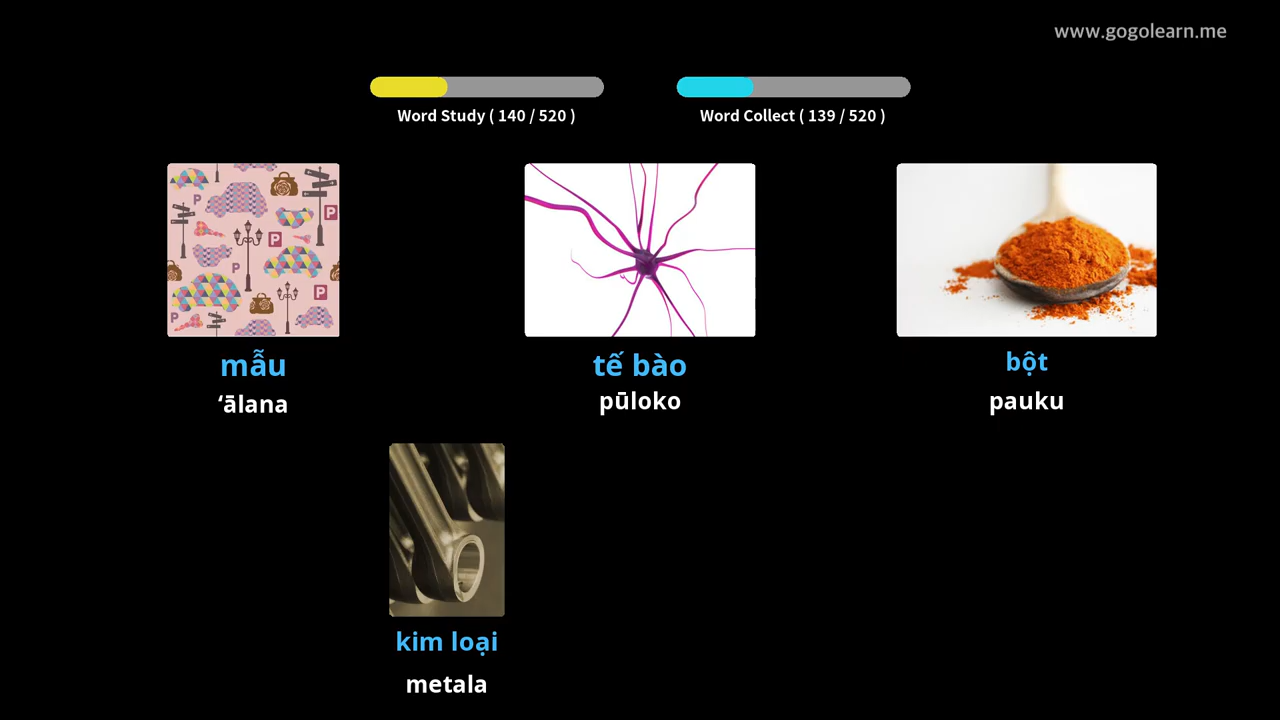 www.gogolearn.me
Word Study ( 140 / 520 )
Word Collect ( 139 / 520 )
P
P
P
P
P
P
mẫu
ʻālana
tế bào
pūloko
bột
pauku
kim loại
metala